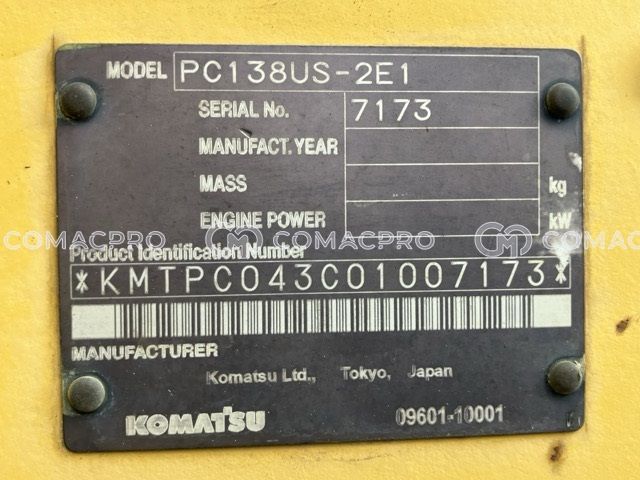 MODEL PC138US-2E1
SERIAL No. 7173
MANUFACT. YEAR
MASS kg
ENGINE POWER kW
COMACPRO COMACPRO COMACPRO
Product Identification Number
*KMTPC043C01007173*
MANUFACTURER
Komatsu Ltd., Tokyo, Japan
KOMATSU 09601-10001